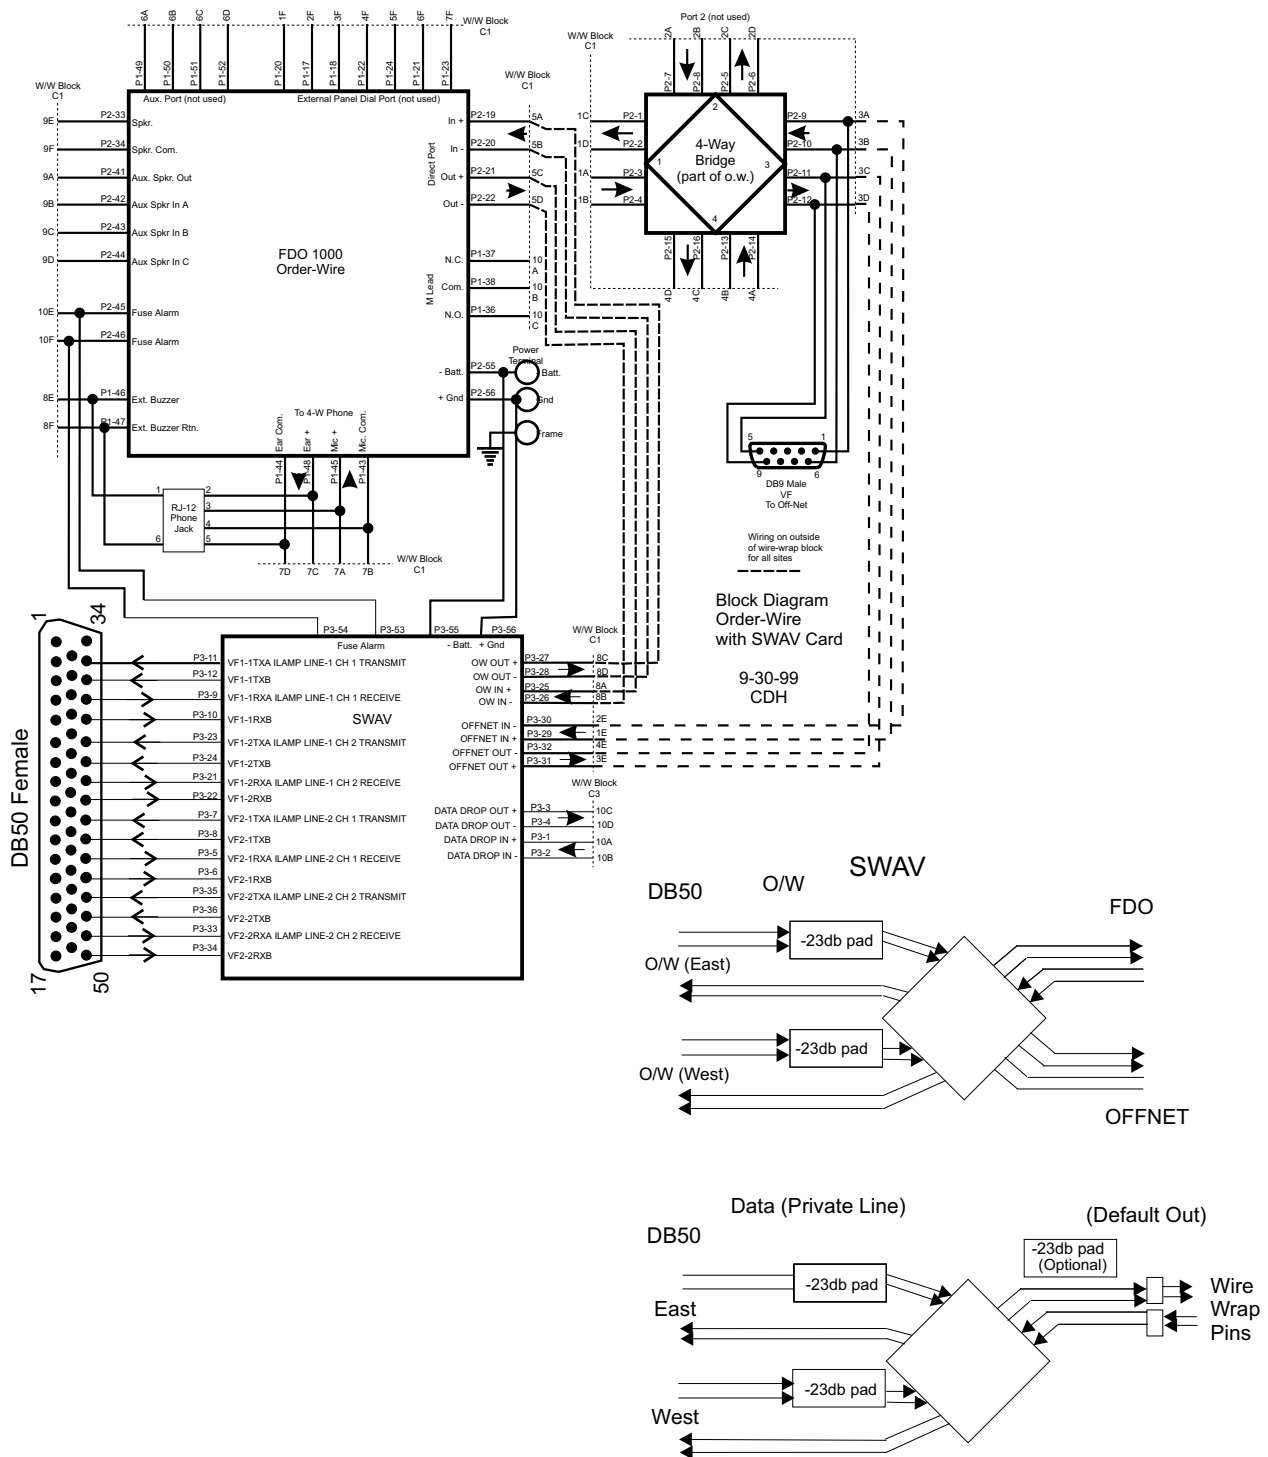 6A 6B 6C 6D 1F 2F 3F 4F 5F 6F 7F
W/W Block
C1
P1-49 P1-50 P1-51 P1-52 P1-20 P1-17 P1-18 P1-22 P1-24 P1-21 P1-23
Aux. Port (not used)
External Panel Dial Port (not used)
W/W Block
C1
9E P2-33 Spkr.
9F P2-34 Spkr. Com.
9A P2-41 Aux. Spkr. Out
9B P2-42 Aux Spkr In A
9C P2-43 Aux Spkr In B
9D P2-44 Aux Spkr In C
10E P2-45 Fuse Alarm
10F P2-46 Fuse Alarm
8E P1-46 Ext. Buzzer
8F P1-47 Ext. Buzzer Rtn.
FDO 1000
Order-Wire
W/W Block
C1
In + P2-19 5A
In - P2-20 5B
Out + P2-21 5C
Out - P2-22 5D
Direct Port
N.C. P1-37 10 A
Com. P1-38 10 B
N.O. P1-36 10 C
M Lead
Power
Terminal
- Batt. P2-55 - Batt.
+ Gnd P2-56 Gnd
Frame
To 4-W Phone
Ear Com. Ear + Mic + Mic. Com.
P1-44 P1-48 P1-45 P1-43
RJ-12
Phone
Jack
1 6 2 3 4 5
7D 7C 7A 7B
W/W Block
C1
Port 2 (not used)
W/W Block
C1
2A 2B 2C 2D
P2-7 P2-8 P2-5 P2-6
1C P2-1
1D P2-2
1A P2-3
1B P2-4
4-Way
Bridge
(part of o.w.)
1 2 3 4
P2-9 3A
P2-10 3B
P2-11 3C
P2-12 3D
P2-15 P2-16 P2-13 P2-14
4D 4C 4B 4A
5 1
9 6
DB9 Male
VF
To Off-Net
Wiring on outside
of wire-wrap block
for all sites
Block Diagram
Order-Wire
with SWAV Card
9-30-99
CDH
1 34
DB50 Female
17 50
P3-54 P3-53 P3-55 P3-56
Fuse Alarm - Batt. + Gnd
SWAV
P3-11 VF1-1TXA ILAMP LINE-1 CH 1 TRANSMIT
P3-12 VF1-1TXB
P3-9 VF1-1RXA ILAMP LINE-1 CH 1 RECEIVE
P3-10 VF1-1RXB
P3-23 VF1-2TXA ILAMP LINE-1 CH 2 TRANSMIT
P3-24 VF1-2TXB
P3-21 VF1-2RXA ILAMP LINE-1 CH 2 RECEIVE
P3-22 VF1-2RXB
P3-7 VF2-1TXA ILAMP LINE-2 CH 1 TRANSMIT
P3-8 VF2-1TXB
P3-5 VF2-1RXA ILAMP LINE-2 CH 1 RECEIVE
P3-6 VF2-1RXB
P3-35 VF2-2TXA ILAMP LINE-2 CH 2 TRANSMIT
P3-36 VF2-2TXB
P3-33 VF2-2RXA ILAMP LINE-2 CH 2 RECEIVE
P3-34 VF2-2RXB
W/W Block
C1
OW OUT + P3-27 8C
OW OUT - P3-28 8D
OW IN + P3-25 8A
OW IN - P3-26 8B
OFFNET IN - P3-30 2E
OFFNET IN + P3-29 1E
OFFNET OUT - P3-32 4E
OFFNET OUT + P3-31 3E
W/W Block
C3
DATA DROP OUT + P3-3 10C
DATA DROP OUT - P3-4 10D
DATA DROP IN + P3-1 10A
DATA DROP IN - P3-2 10B
SWAV
DB50
O/W
FDO
-23db pad
O/W (East)
-23db pad
O/W (West)
OFFNET
Data (Private Line)
(Default Out)
DB50
-23db pad
(Optional)
-23db pad
East
Wire
Wrap
Pins
-23db pad
West